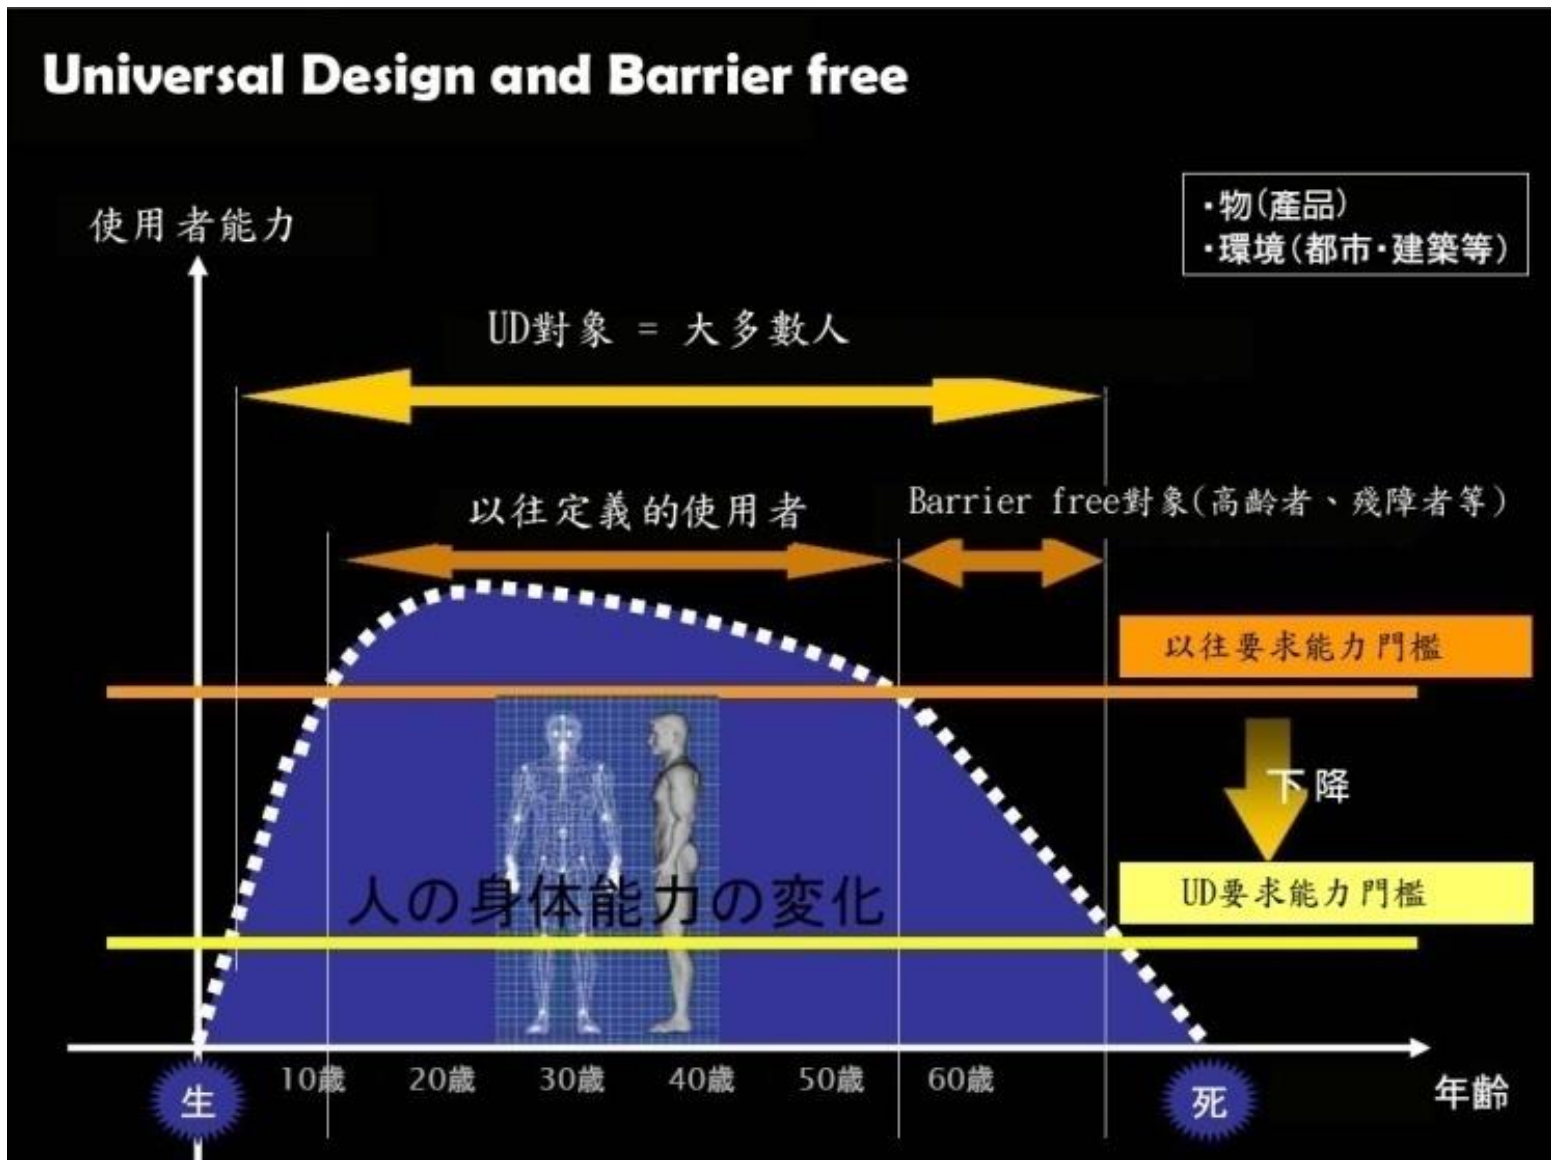 Universal Design and Barrier free
使用者能力
・物(產品)
・環境(都市・建築等)
UD對象 = 大多數人
以往定義的使用者
Barrier free對象(高齡者、殘障者等)
以往要求能力門檻
下降
人の身体能力の変化
UD要求能力門檻
生
10歳
20歳
30歳
40歳
50歳
60歳
死
年齡